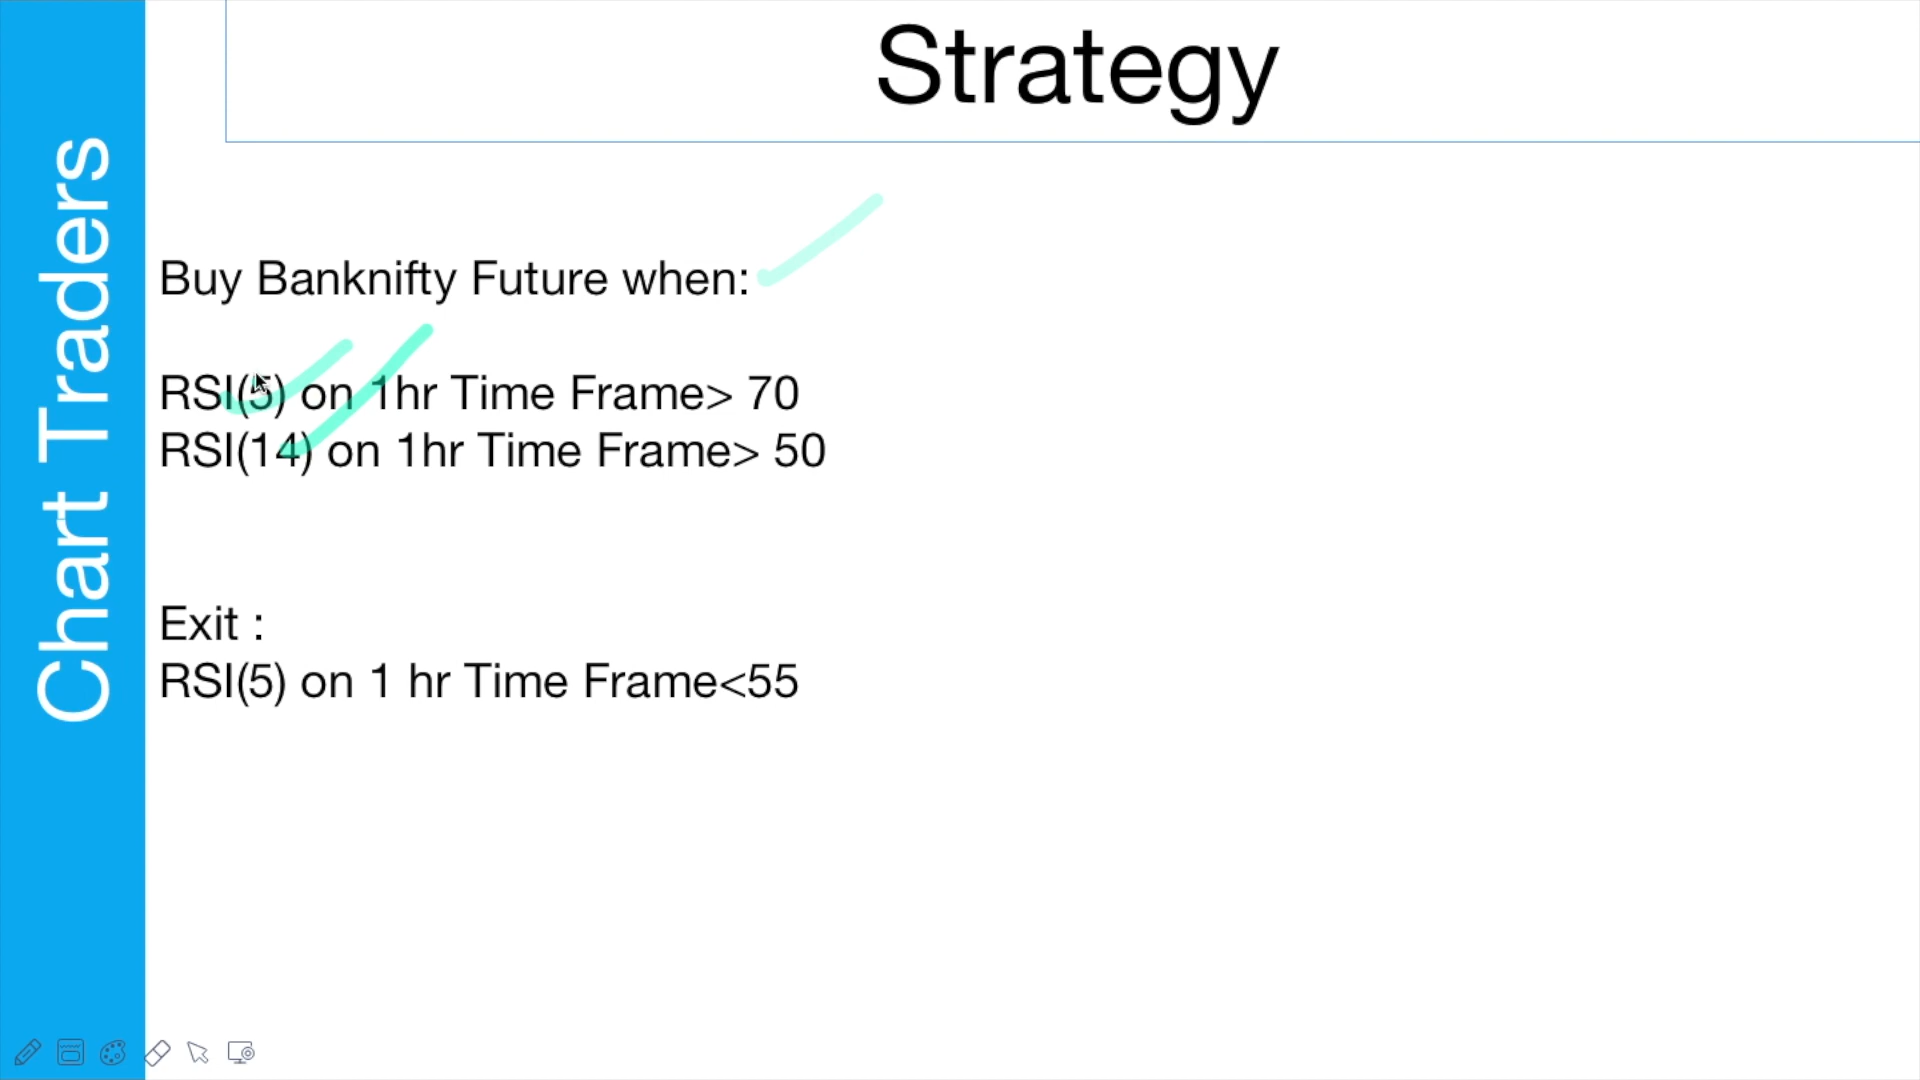 Strategy
Chart Traders
Buy Banknifty Future when:
RSI(5) on 1hr Time Frame> 70
RSI(14) on 1hr Time Frame> 50
Exit :
RSI(5) on 1 hr Time Frame<55